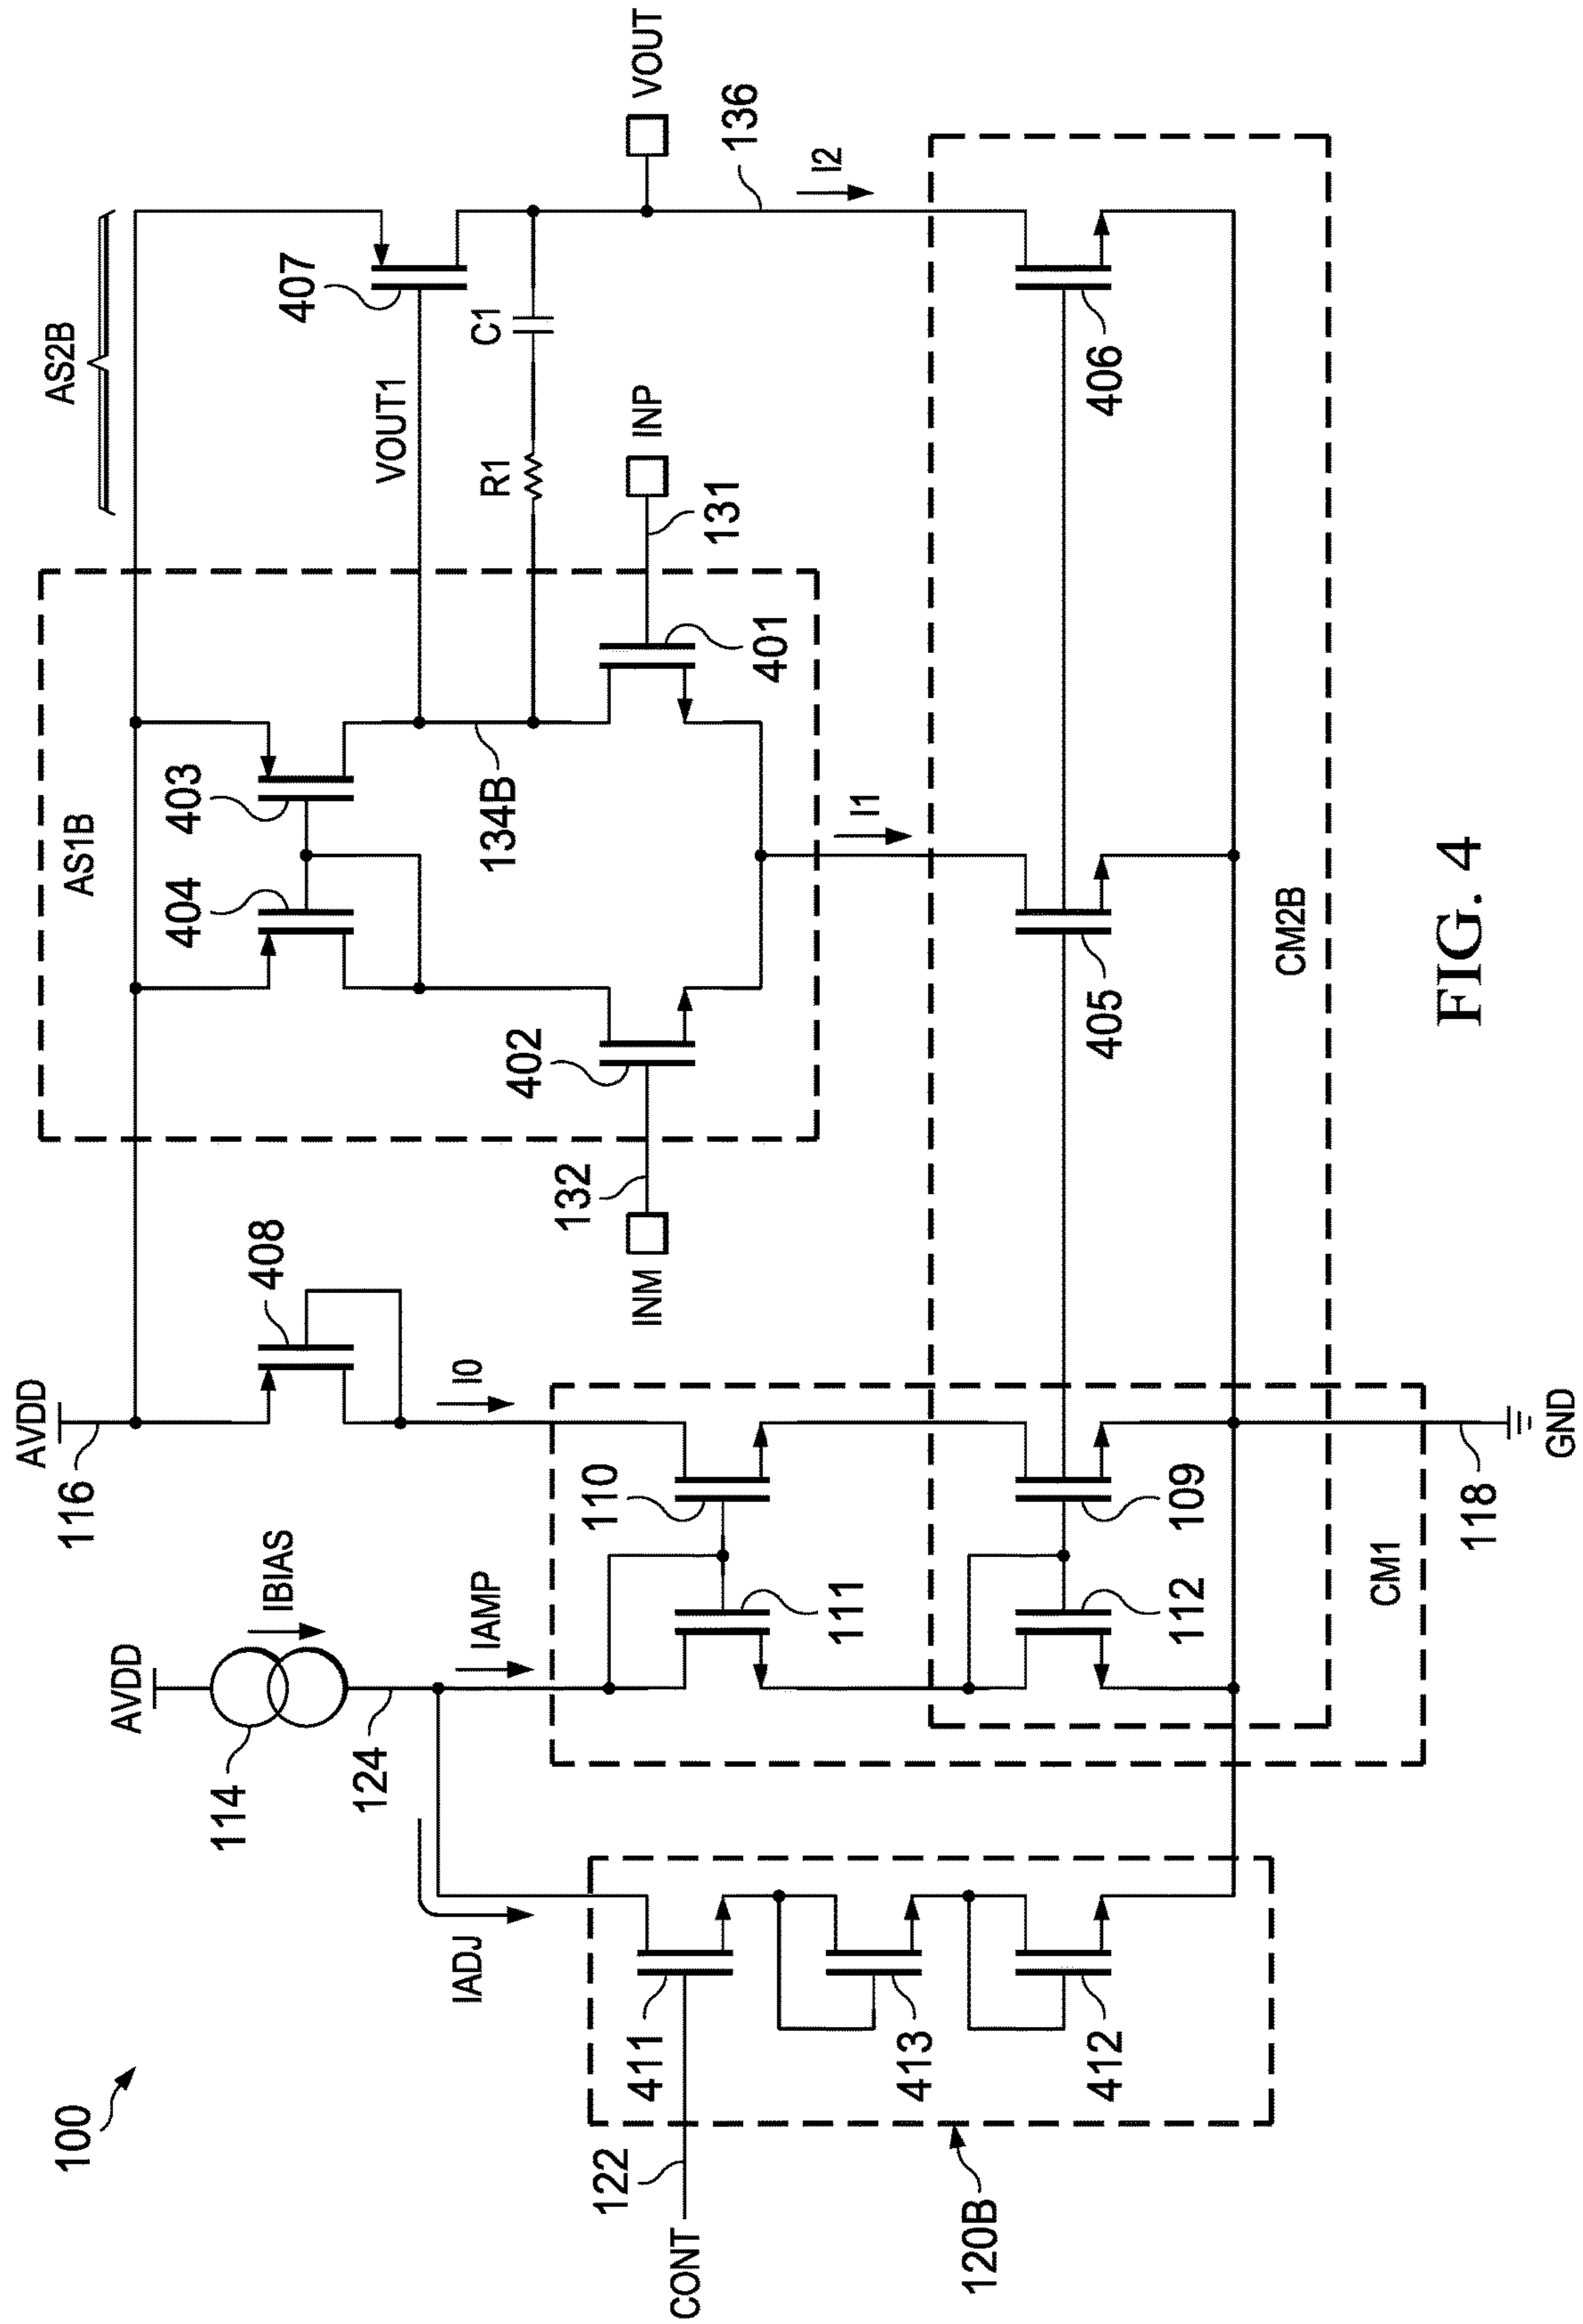 100
AS2B
AS1B
AVDD
116
AVDD
IBIAS
114
124
408
404
403
407
VOUT1
C1
R1
134B
I0
IAMP
IADJ
INM
132
402
401
131
INP
VOUT
136
I2
I1
CONT
122
411
413
412
120B
111
110
112
109
405
406
CM2B
CM1
118
GND
FIG. 4